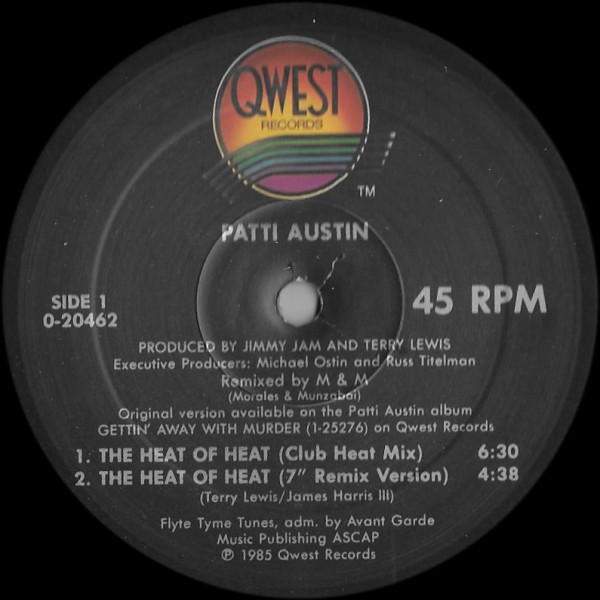 QWEST
RECORDS
TM
PATTI AUSTIN
SIDE 1
0-20462
45 RPM
PRODUCED BY JIMMY JAM AND TERRY LEWIS
Executive Producers: Michael Ostin and Russ Titelman
Remixed by M & M
(Morales & Munzabai)
Original version available on the Patti Austin album
GETTIN' AWAY WITH MURDER (1-25276) on Qwest Records
1. THE HEAT OF HEAT (Club Heat Mix) 6:30
2. THE HEAT OF HEAT (7" Remix Version) 4:38
(Terry Lewis/James Harris III)
Flyte Tyme Tunes, adm. by Avant Garde
Music Publishing ASCAP
℗ 1985 Qwest Records